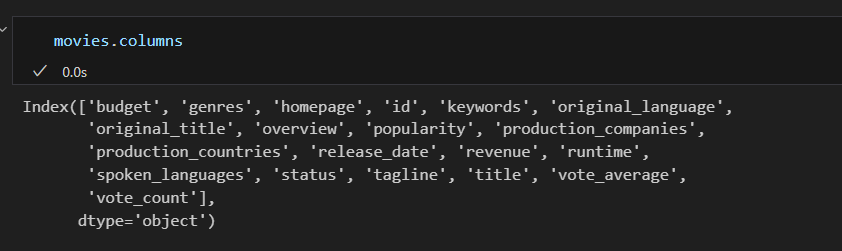 movies.columns
0.0s
Index(['budget', 'genres', 'homepage', 'id', 'keywords', 'original_language',
'original_title', 'overview', 'popularity', 'production_companies',
'production_countries', 'release_date', 'revenue', 'runtime',
'spoken_languages', 'status', 'tagline', 'title', 'vote_average',
'vote_count'],
dtype='object')